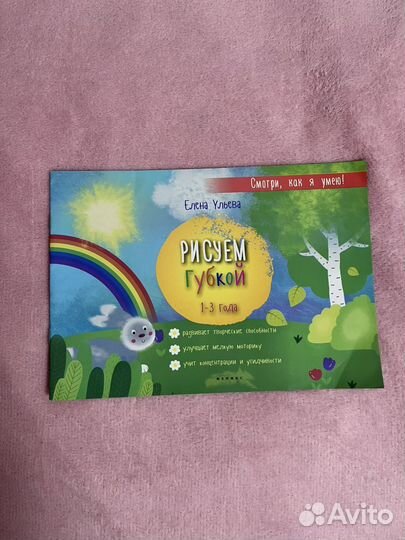 Смотри, как я умею!
Елена Ульева
РИСУЕМ
губкой
1-3 года
развивает творческие способности
улучшает мелкую моторику
учит концентрации и усидчивости
ФЕНИКС
Avito